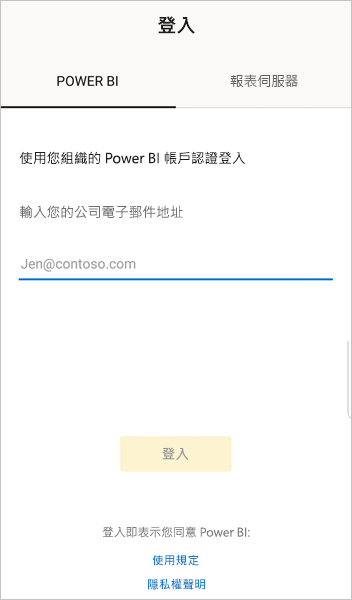 登入
POWER BI
報表伺服器
使用您組織的 Power BI 帳戶認證登入
輸入您的公司電子郵件地址
Jen@contoso.com
登入
登入即表示您同意 Power BI:
使用規定
隱私權聲明